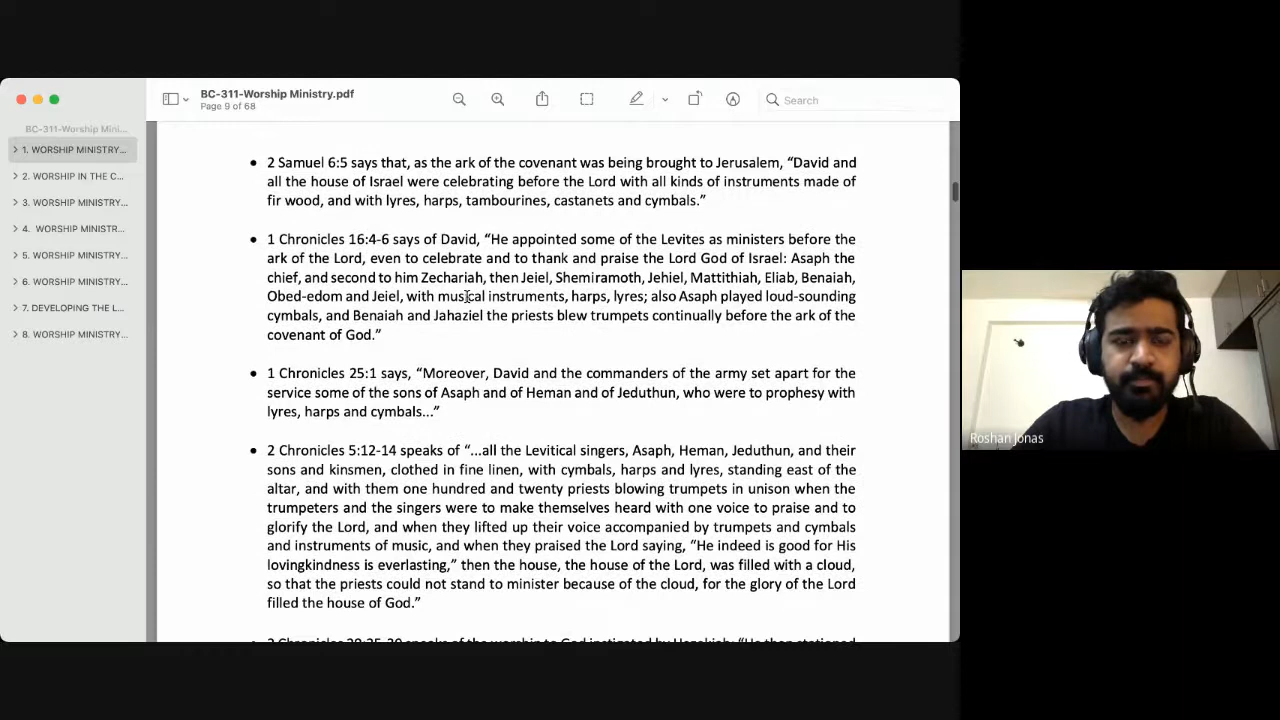 BC-311-Worship Ministry.pdf
Page 9 of 68
Search
BC-311-Worship Mini...
1. WORSHIP MINISTRY...
2. WORSHIP IN THE C...
3. WORSHIP MINISTRY...
4. WORSHIP MINISTR...
5. WORSHIP MINISTRY...
6. WORSHIP MINISTRY...
7. DEVELOPING THE L...
8. WORSHIP MINISTRY...
• 2 Samuel 6:5 says that, as the ark of the covenant was being brought to Jerusalem, “David and
all the house of Israel were celebrating before the Lord with all kinds of instruments made of
fir wood, and with lyres, harps, tambourines, castanets and cymbals.”
• 1 Chronicles 16:4-6 says of David, “He appointed some of the Levites as ministers before the
ark of the Lord, even to celebrate and to thank and praise the Lord God of Israel: Asaph the
chief, and second to him Zechariah, then Jeiel, Shemiramoth, Jehiel, Mattithiah, Eliab, Benaiah,
Obed-edom and Jeiel, with musical instruments, harps, lyres; also Asaph played loud-sounding
cymbals, and Benaiah and Jahaziel the priests blew trumpets continually before the ark of the
covenant of God.”
• 1 Chronicles 25:1 says, “Moreover, David and the commanders of the army set apart for the
service some of the sons of Asaph and of Heman and of Jeduthun, who were to prophesy with
lyres, harps and cymbals...”
• 2 Chronicles 5:12-14 speaks of “...all the Levitical singers, Asaph, Heman, Jeduthun, and their
sons and kinsmen, clothed in fine linen, with cymbals, harps and lyres, standing east of the
altar, and with them one hundred and twenty priests blowing trumpets in unison when the
trumpeters and the singers were to make themselves heard with one voice to praise and to
glorify the Lord, and when they lifted up their voice accompanied by trumpets and cymbals
and instruments of music, and when they praised the Lord saying, “He indeed is good for His
lovingkindness is everlasting,” then the house, the house of the Lord, was filled with a cloud,
so that the priests could not stand to minister because of the cloud, for the glory of the Lord
filled the house of God.”
speaks of the worship to God instigated by Hezekiah: “He then stationed
Roshan Jonas